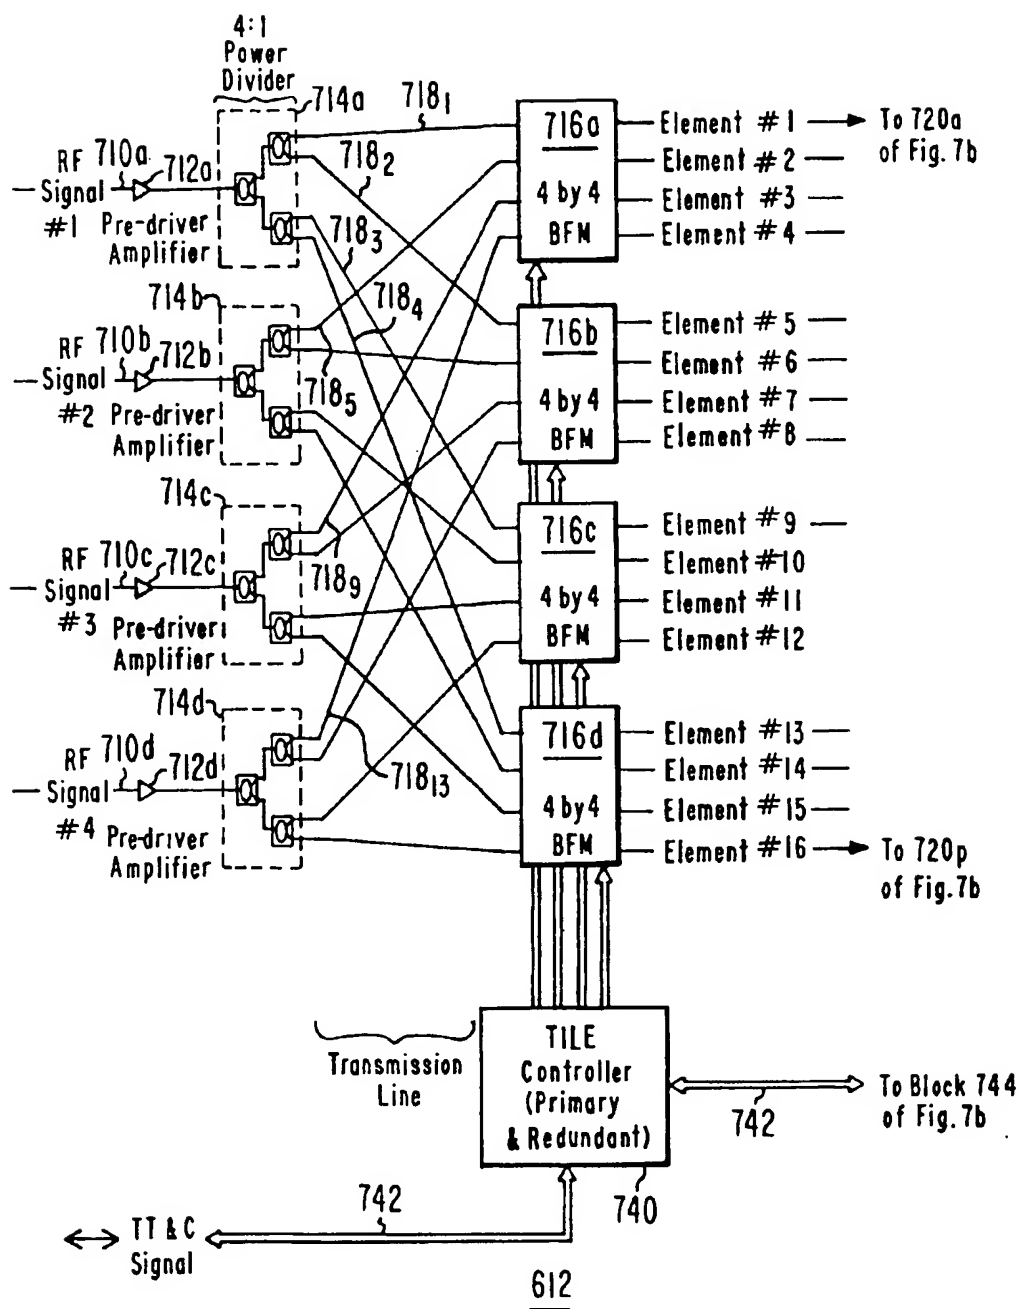 4:1
Power
Divider
714a
718₁
716a
4 by 4
BFM
Element #1
To 720a
of Fig. 7b
Element #2
Element #3
Element #4
RF
Signal
#1
710a
712a
Pre-driver
Amplifier
718₂
718₃
714b
718₄
716b
4 by 4
BFM
Element #5
Element #6
Element #7
Element #8
RF
Signal
#2
710b
712b
Pre-driver
Amplifier
718₅
714c
716c
4 by 4
BFM
Element #9
Element #10
Element #11
Element #12
RF
Signal
#3
710c
712c
Pre-driver
Amplifier
718₉
714d
716d
4 by 4
BFM
Element #13
Element #14
Element #15
Element #16
To 720p
of Fig. 7b
RF
Signal
#4
710d
712d
Pre-driver
Amplifier
718₁₃
Transmission
Line
TILE
Controller
(Primary
& Redundant)
740
742
To Block 744
of Fig. 7b
742
TT & C
Signal
612